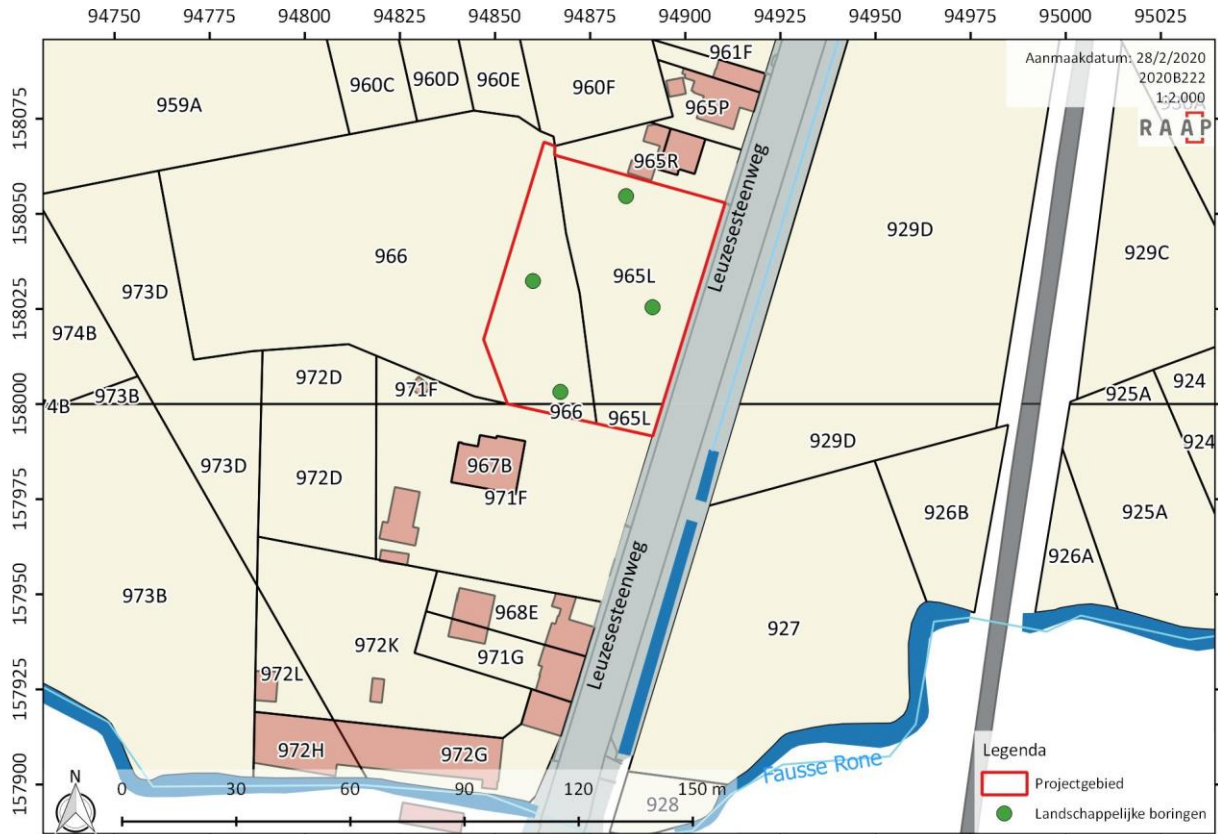 94750 94775 94800 94825 94850 94875 94900 94925 94950 94975 95000 95025
158075
158050
158025
158000
157975
157950
157925
157900
Aanmaakdatum: 28/2/2020
2020B222
1:2.000
RAAP
961F
960C 960D 960E 960F
959A
965P
965R
929D
966
965L
929C
973D
974B
Leuzesesteenweg
972D
971F
973B
4B
966
965L
925A
924
929D
924
973D
972D
967B
971F
926B
925A
926A
973B
968E
927
972K
971G
Leuzesesteenweg
972L
972H
972G
Fausse Rone
928
N
0 30 60 90 120 150 m
Legenda
Projectgebied
Landschappelijke boringen